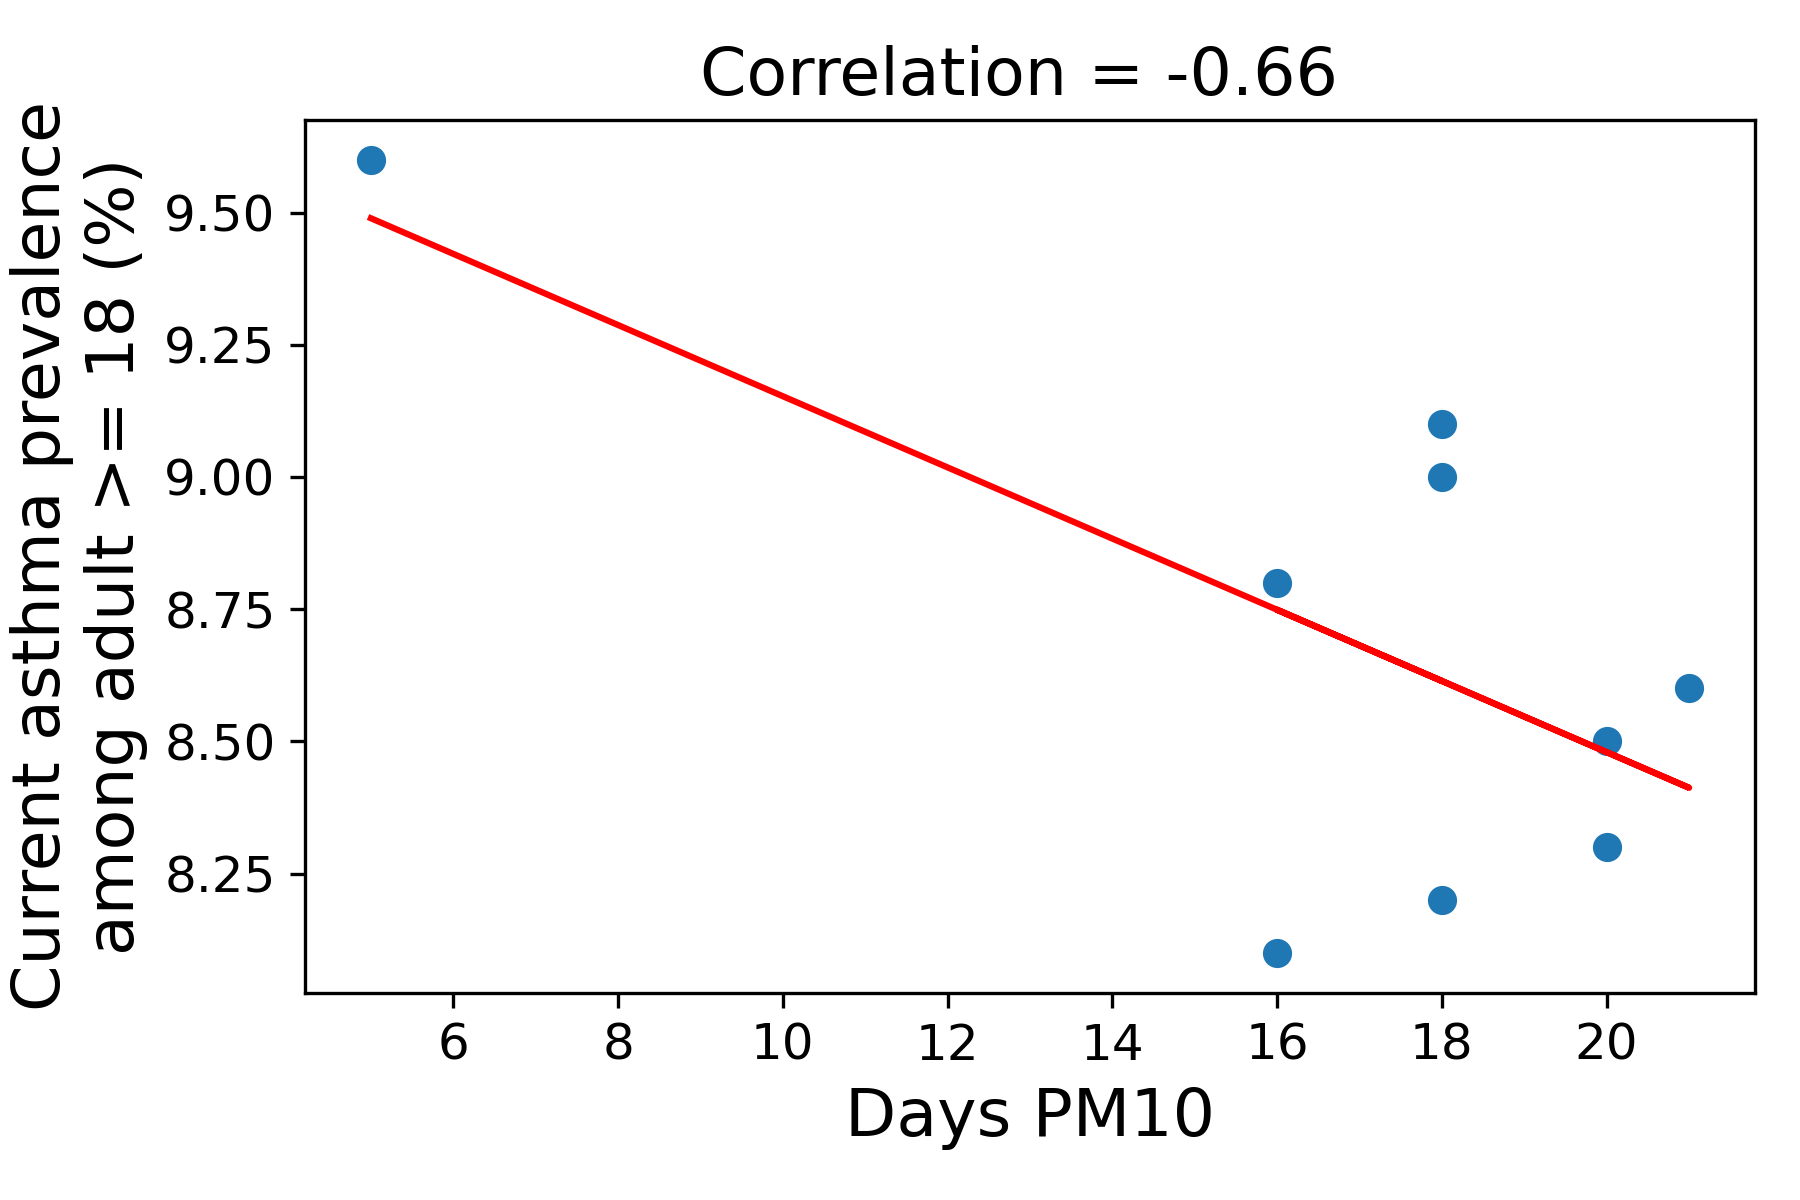 Correlation = -0.66
Current asthma prevalence
among adult >= 18 (%)
9.50
9.25
9.00
8.75
8.50
8.25
6 8 10 12 14 16 18 20
Days PM10